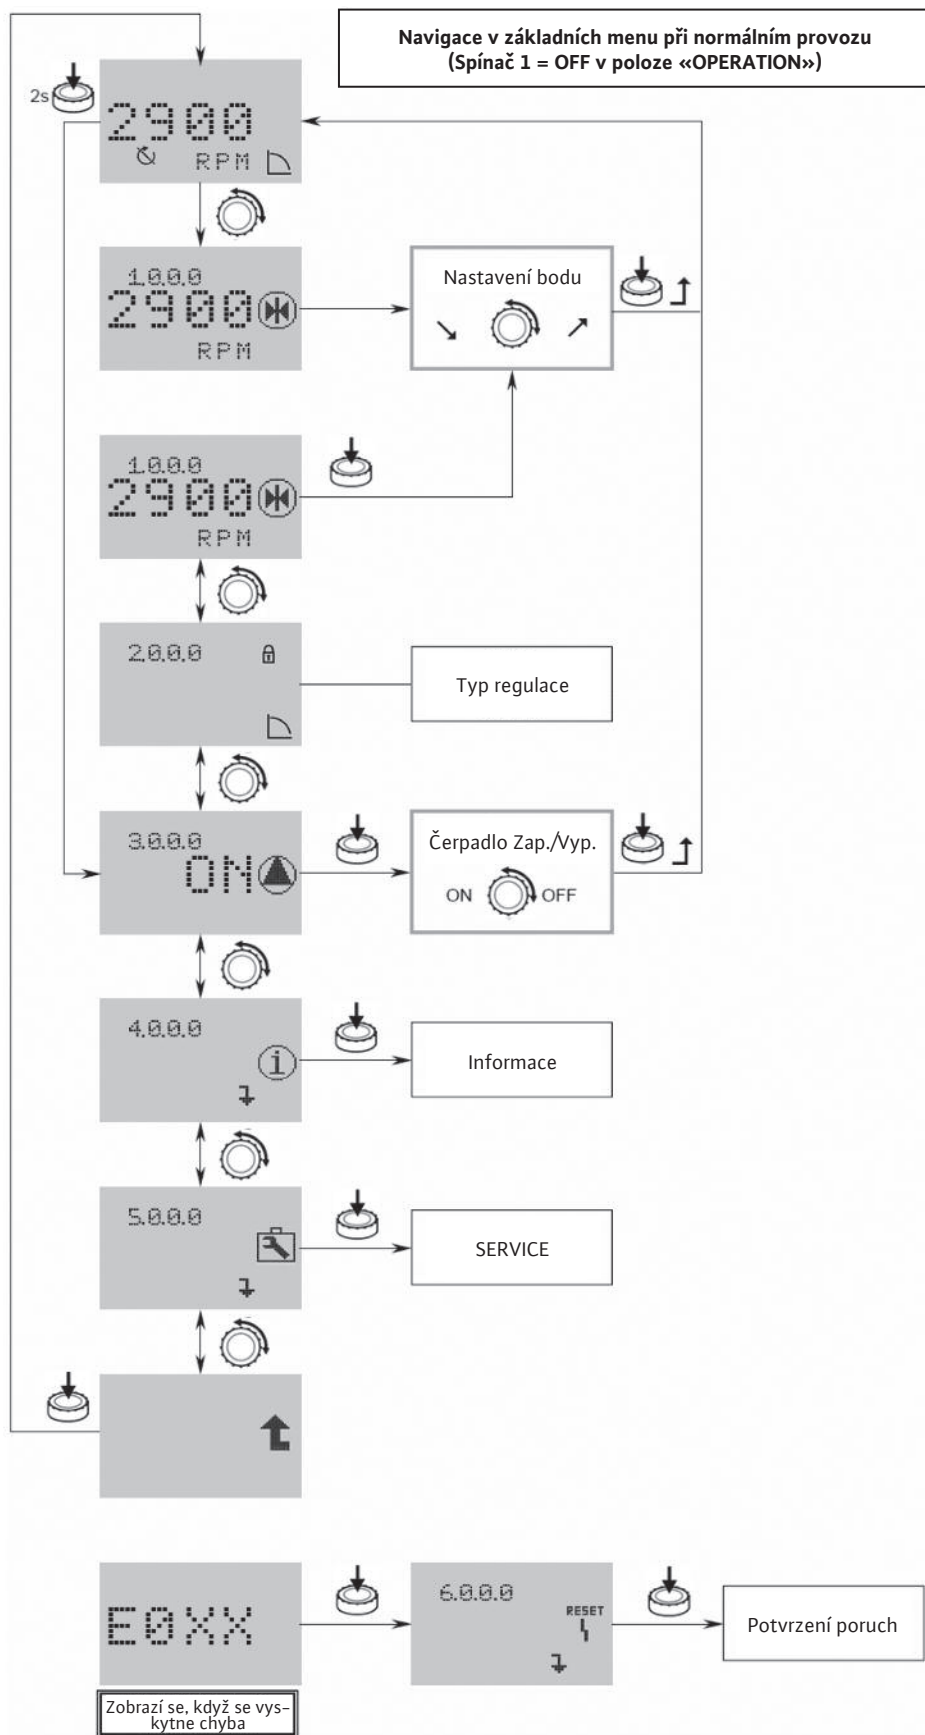 Navigace v základních menu při normálním provozu
(Spínač 1 = OFF v poloze «OPERATION»)
2s
2900
RPM
1.0.0.0
2900
RPM
Nastavení bodu
1.0.0.0
2900
RPM
2.0.0.0
Typ regulace
3.0.0.0
ON
Čerpadlo Zap./Vyp.
ON OFF
4.0.0.0
i
Informace
5.0.0.0
SERVICE
E0XX
6.0.0.0
RESET
Potvrzení poruch
Zobrazí se, když se vys-
kytne chyba